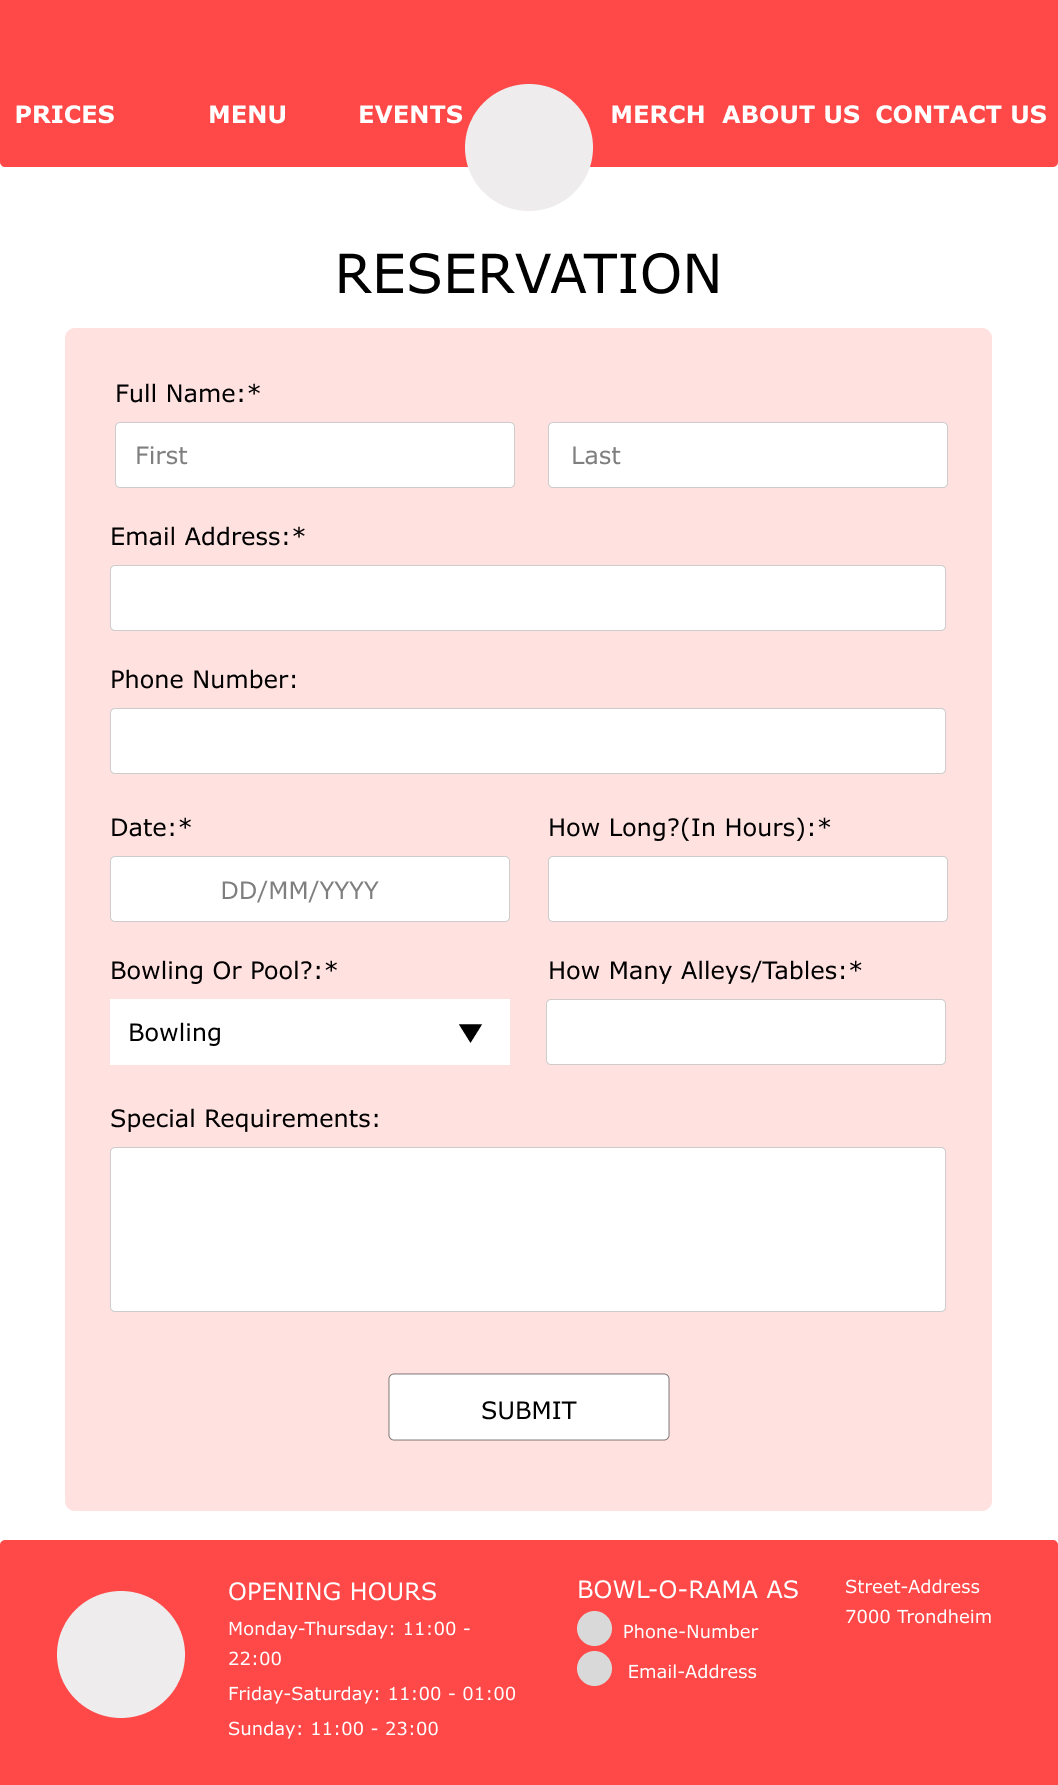 PRICES MENU EVENTS MERCH ABOUT US CONTACT US
RESERVATION
Full Name:*
First Last
Email Address:*
Phone Number:
Date:* How Long?(In Hours):*
DD/MM/YYYY
Bowling Or Pool?:* How Many Alleys/Tables:*
Bowling
Special Requirements:
SUBMIT
OPENING HOURS
Monday-Thursday: 11:00 -
22:00
Friday-Saturday: 11:00 - 01:00
Sunday: 11:00 - 23:00
BOWL-O-RAMA AS
Phone-Number
Email-Address
Street-Address
7000 Trondheim